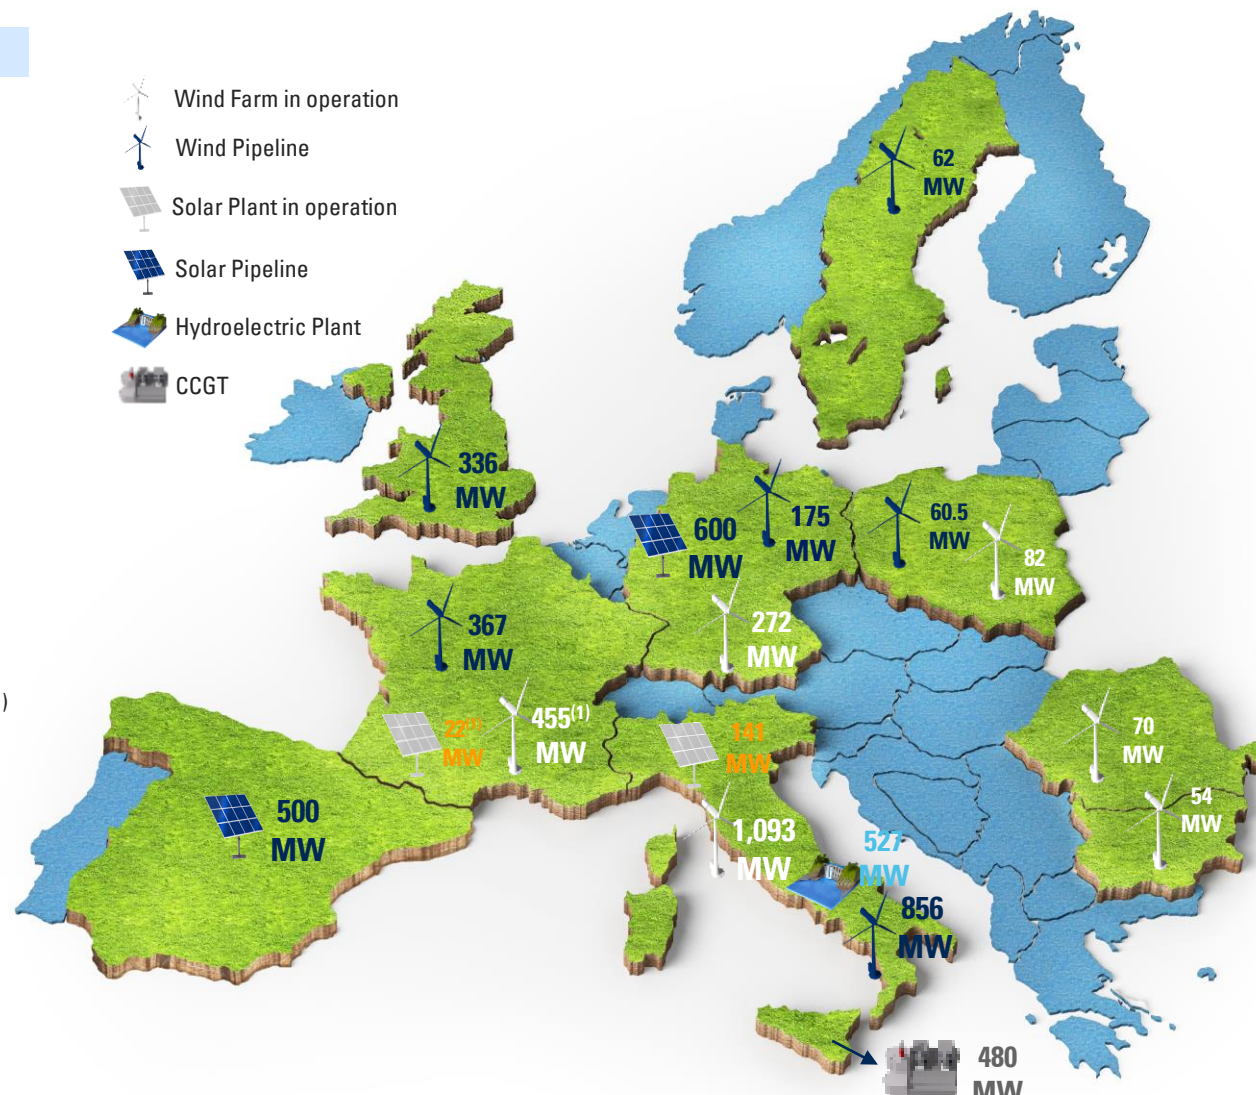 Wind Farm in operation
Wind Pipeline
Solar Plant in operation
Solar Pipeline
Hydroelectric Plant
CCGT
62
MW
336
MW
600
MW
175
MW
60.5
MW
82
MW
272
MW
367
MW
)
22(1)
MW
455(1)
MW
141
MW
70
MW
54
MW
500
MW
1,093
MW
527
MW
856
MW
480
MW